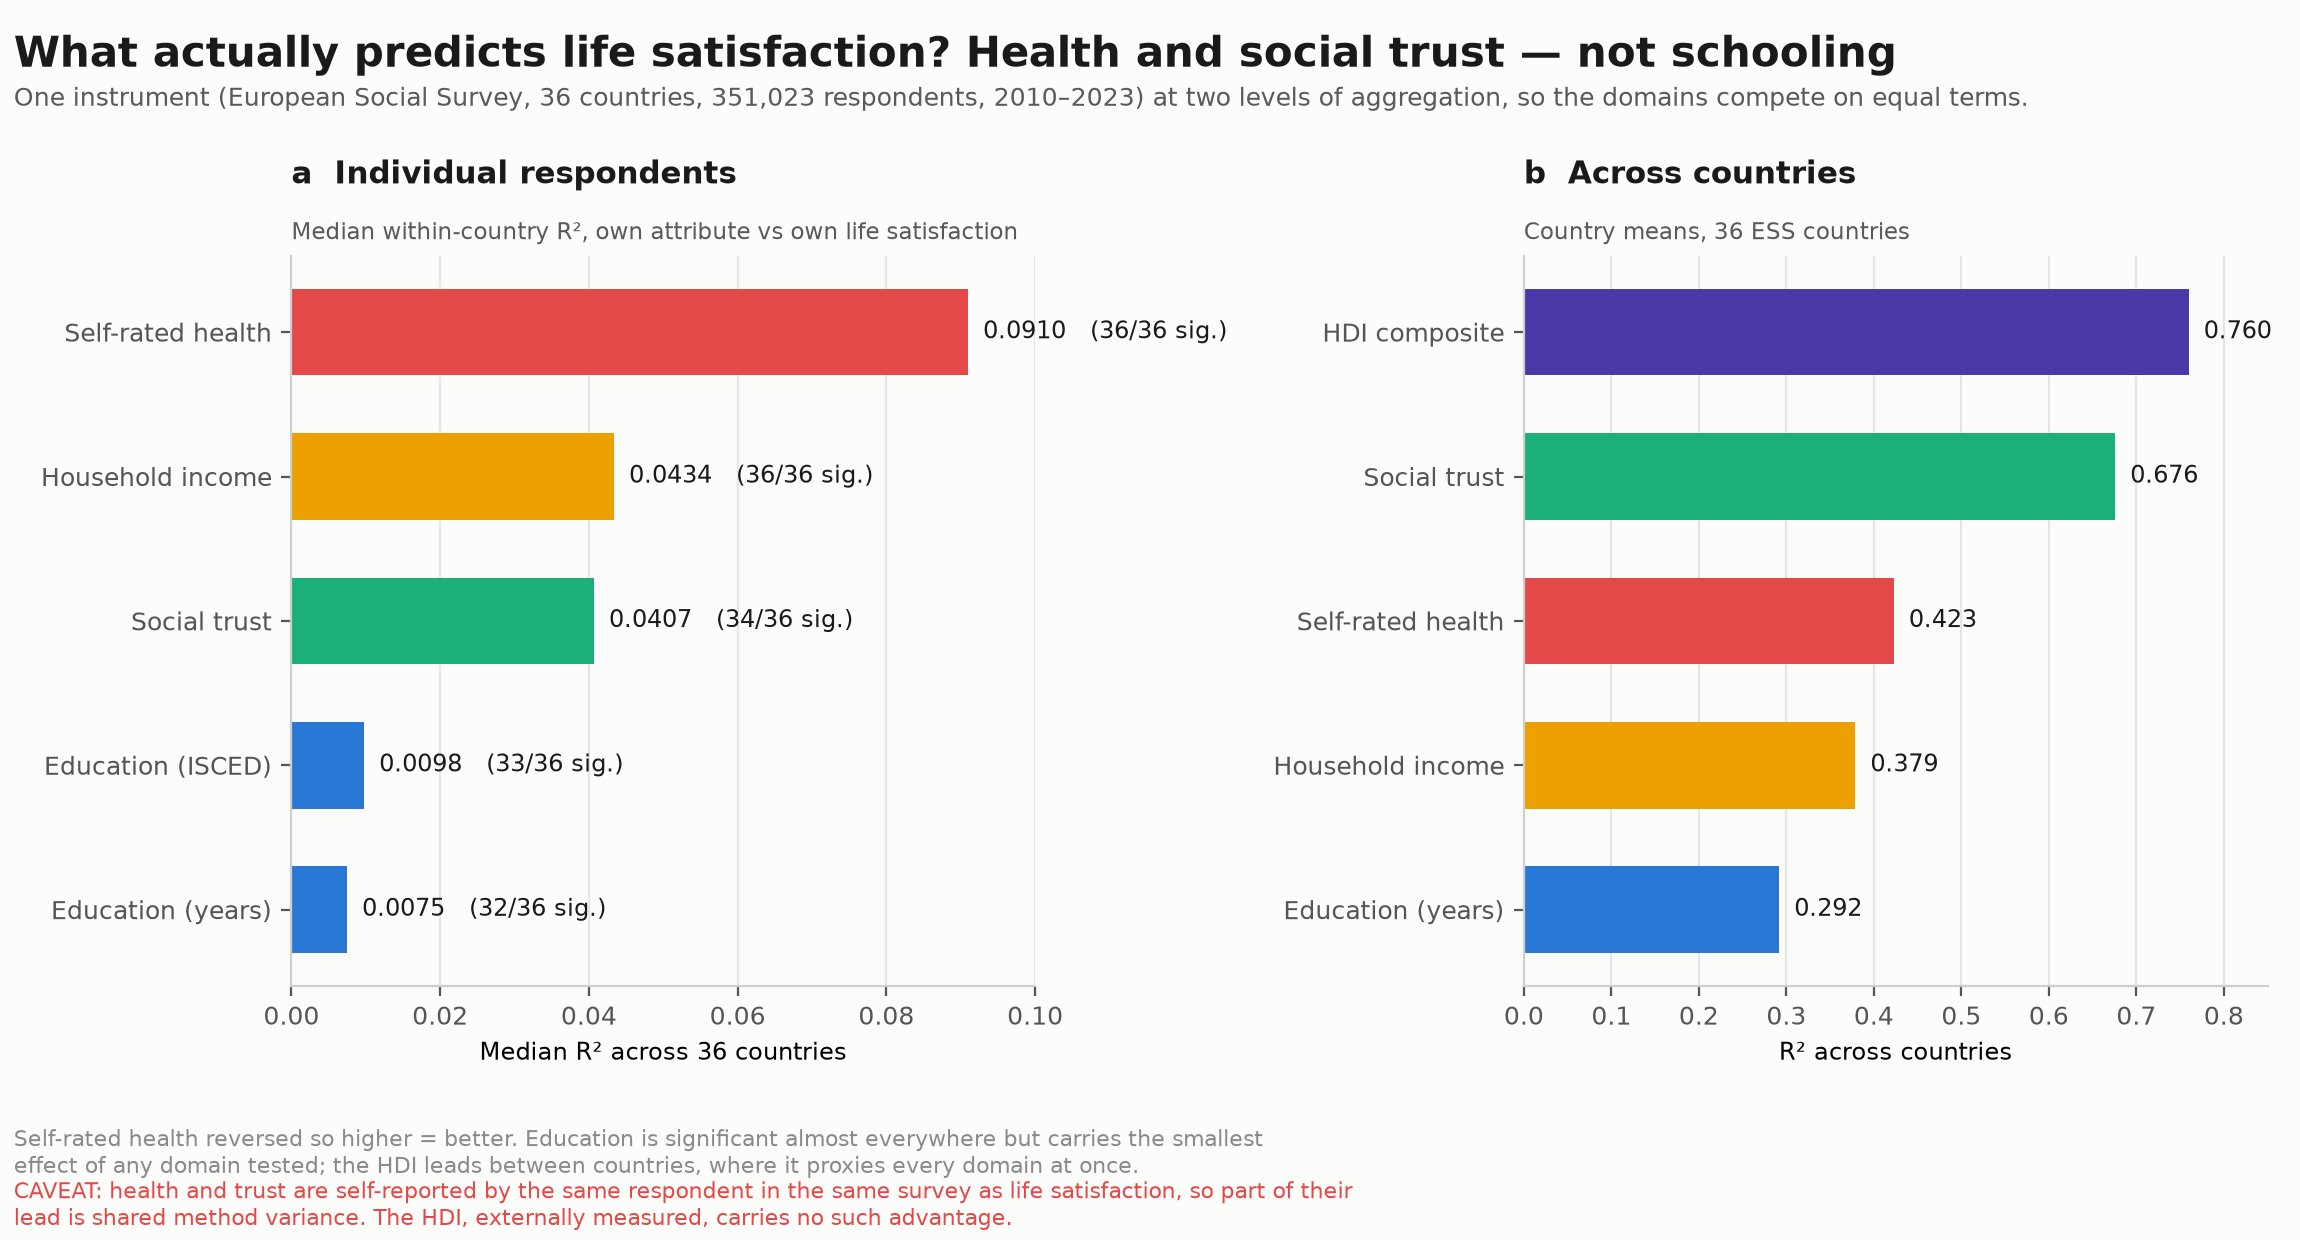 What actually predicts life satisfaction? Health and social trust — not schooling
One instrument (European Social Survey, 36 countries, 351,023 respondents, 2010–2023) at two levels of aggregation, so the domains compete on equal terms.
a Individual respondents
Median within-country R², own attribute vs own life satisfaction
Self-rated health
0.0910 (36/36 sig.)
Household income
0.0434 (36/36 sig.)
Social trust
0.0407 (34/36 sig.)
Education (ISCED)
0.0098 (33/36 sig.)
Education (years)
0.0075 (32/36 sig.)
0.00 0.02 0.04 0.06 0.08 0.10
Median R² across 36 countries
b Across countries
Country means, 36 ESS countries
HDI composite
0.760
Social trust
0.676
Self-rated health
0.423
Household income
0.379
Education (years)
0.292
0.0 0.1 0.2 0.3 0.4 0.5 0.6 0.7 0.8
R² across countries
Self-rated health reversed so higher = better. Education is significant almost everywhere but carries the smallest
effect of any domain tested; the HDI leads between countries, where it proxies every domain at once.
CAVEAT: health and trust are self-reported by the same respondent in the same survey as life satisfaction, so part of their
lead is shared method variance. The HDI, externally measured, carries no such advantage.